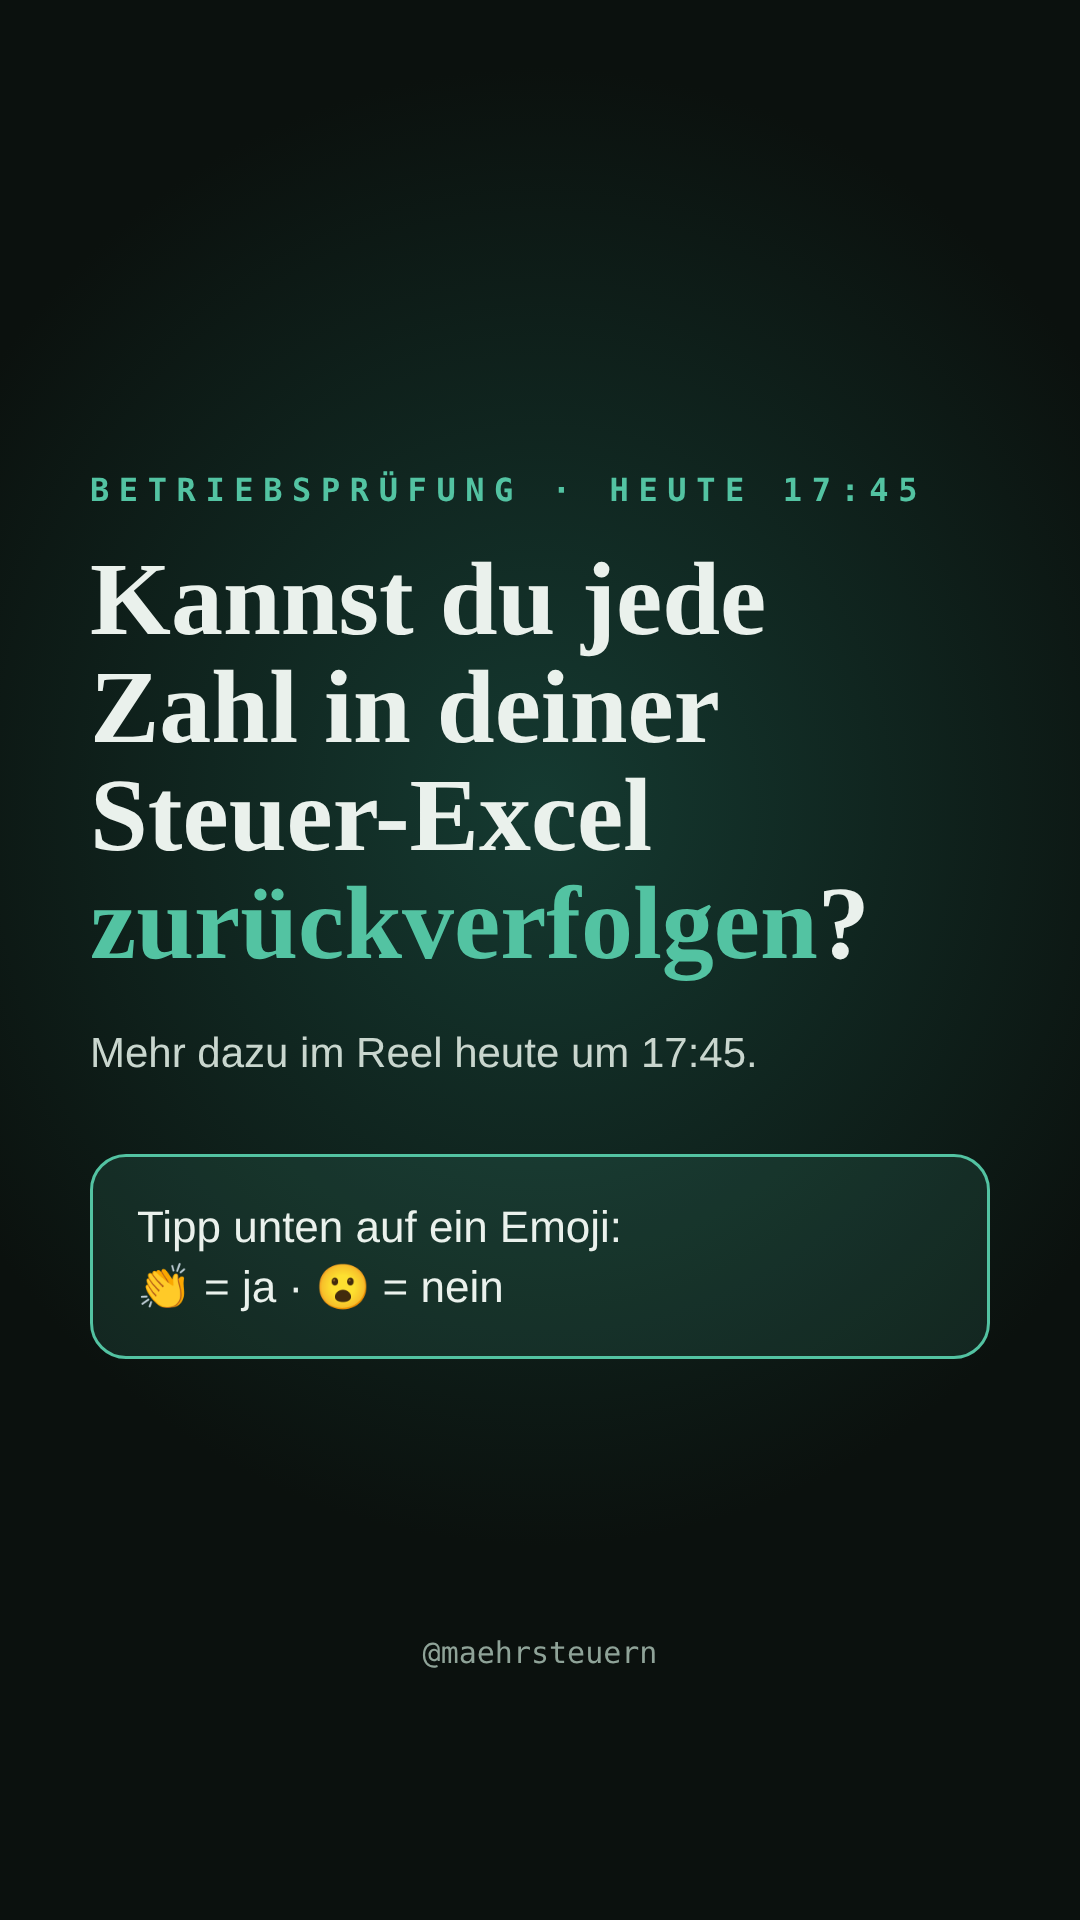 BETRIEBSPRÜFUNG · HEUTE 17:45
Kannst du jede
Zahl in deiner
Steuer-Excel
zurückverfolgen?
Mehr dazu im Reel heute um 17:45.
Tipp unten auf ein Emoji:
👏 = ja · 😮 = nein
@maehrsteuern